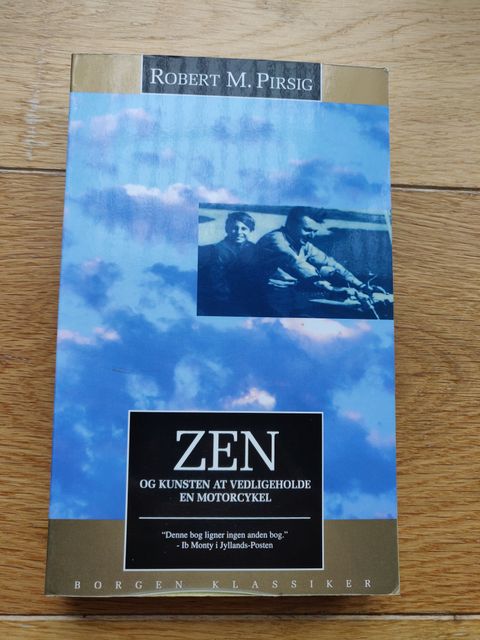 ROBERT M. PIRSIG
ZEN
OG KUNSTEN AT VEDLIGEHOLDE
EN MOTORCYKEL
“Denne bog ligner ingen anden bog.”
- Ib Monty i Jyllands-Posten
BORGEN KLASSIKER